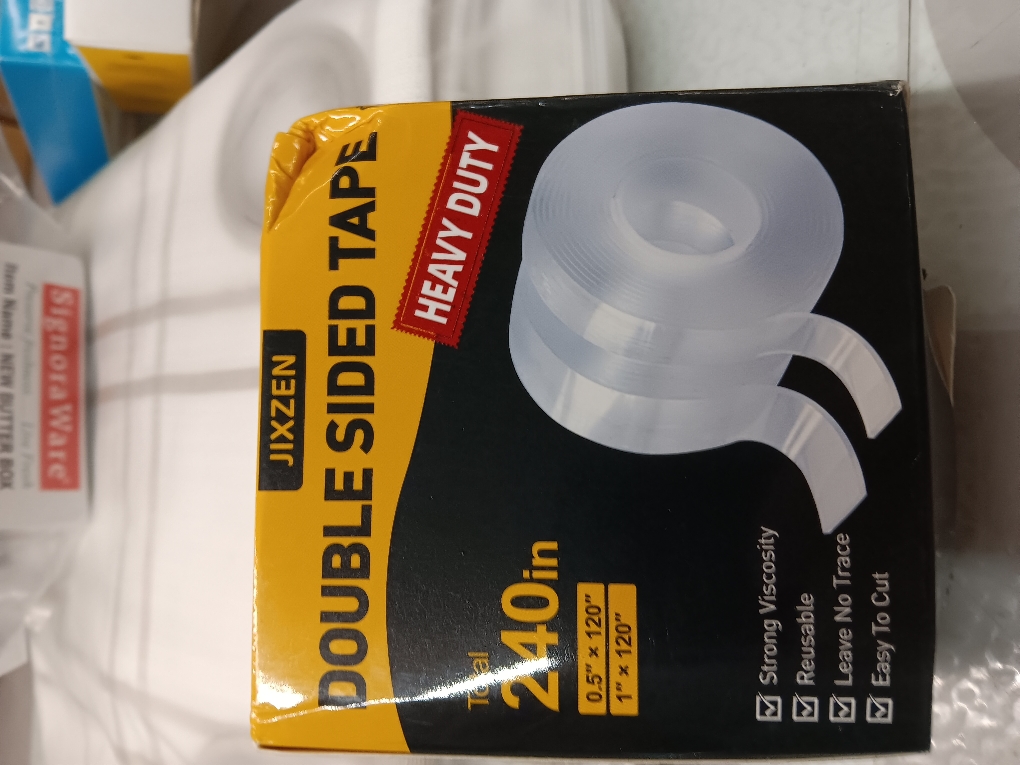 JIXZEN
DOUBLE SIDED TAPE
HEAVY DUTY
Total
240in
0.5" × 120"
1" × 120"
☑ Strong Viscosity
☑ Reusable
☑ Leave No Trace
☑ Easy To Cut
SignoraWare
Item Name : NEW BUTTER BOX